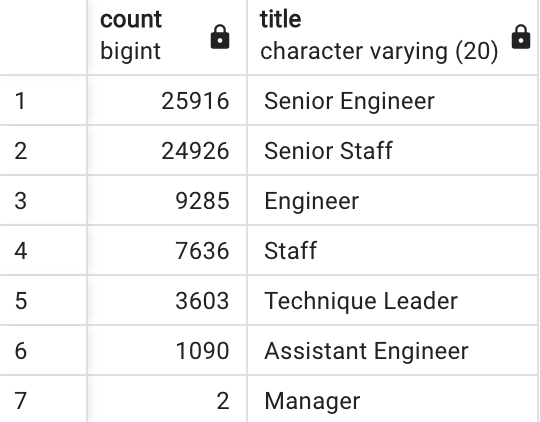 count title
bigint character varying (20)
1 25916 Senior Engineer
2 24926 Senior Staff
3 9285 Engineer
4 7636 Staff
5 3603 Technique Leader
6 1090 Assistant Engineer
7 2 Manager